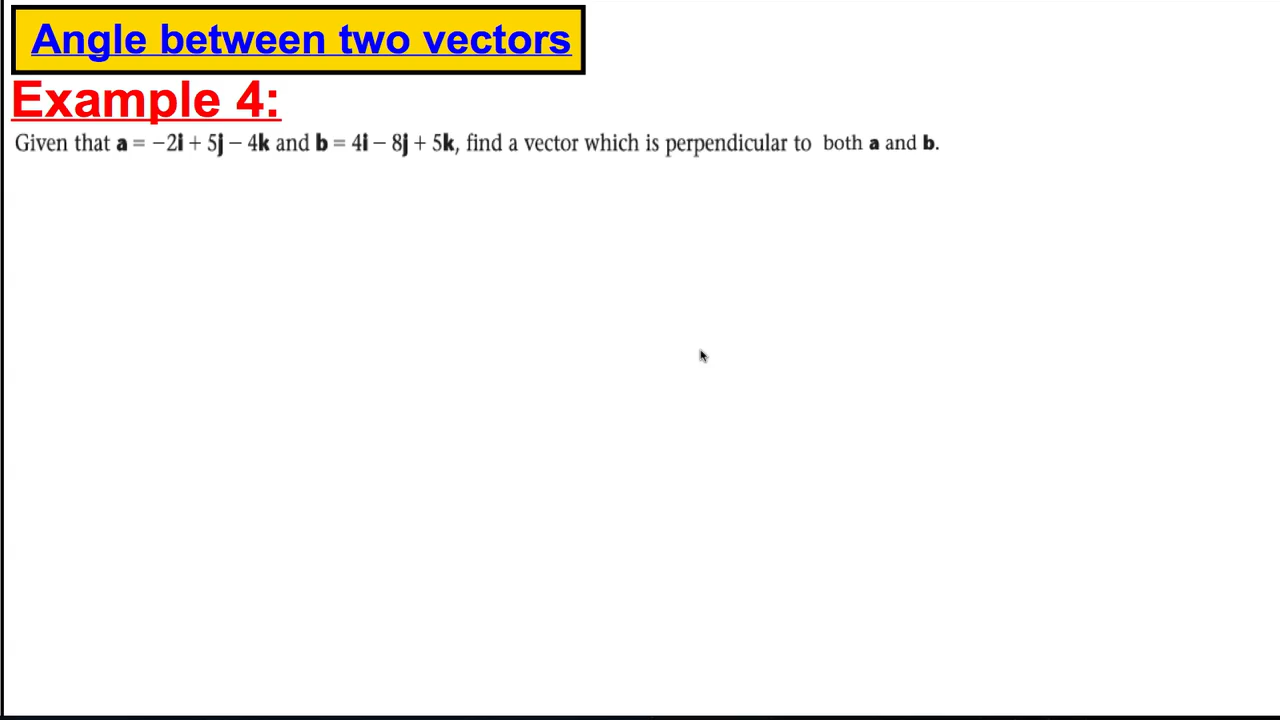 Angle between two vectors
Example 4:
Given that a = −2i + 5j − 4k and b = 4i − 8j + 5k, find a vector which is perpendicular to both a and b.